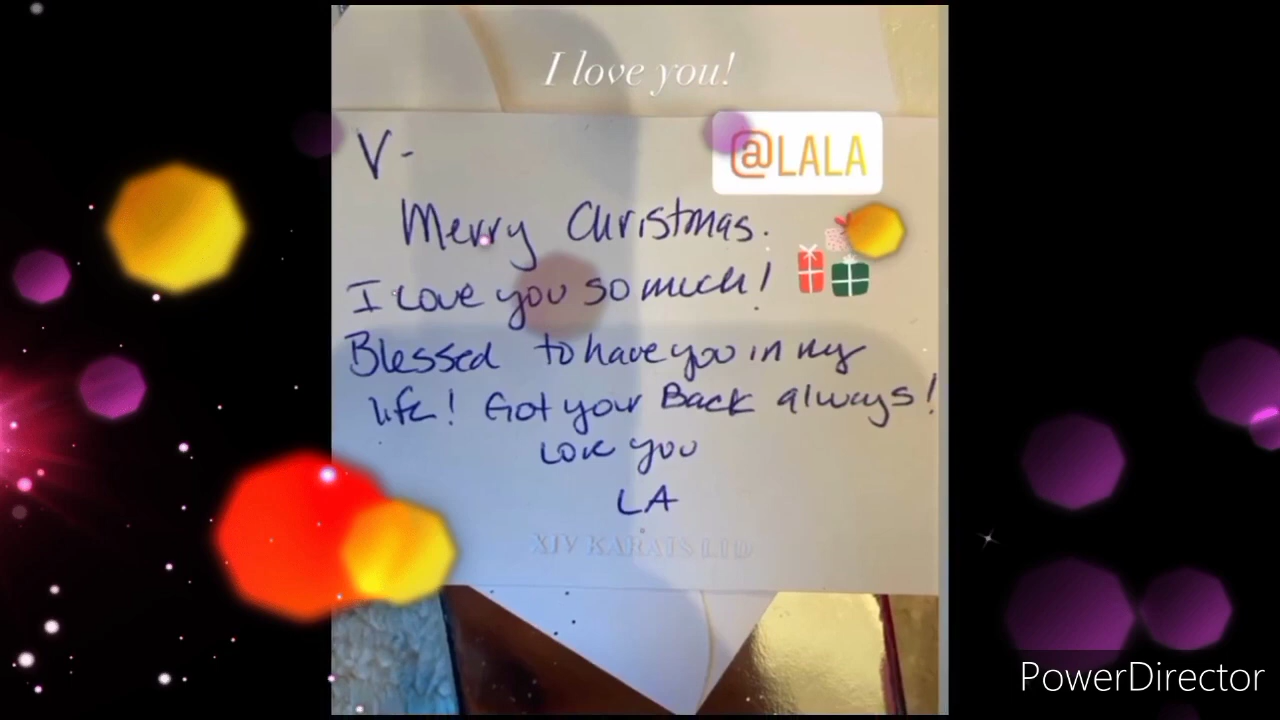 I love you!
@LALA
V-
Merry Christmas.
I Love you so much!
Blessed to have you in my
life! Got your Back always!
Love you
LA
XIV KARATS LTD
PowerDirector